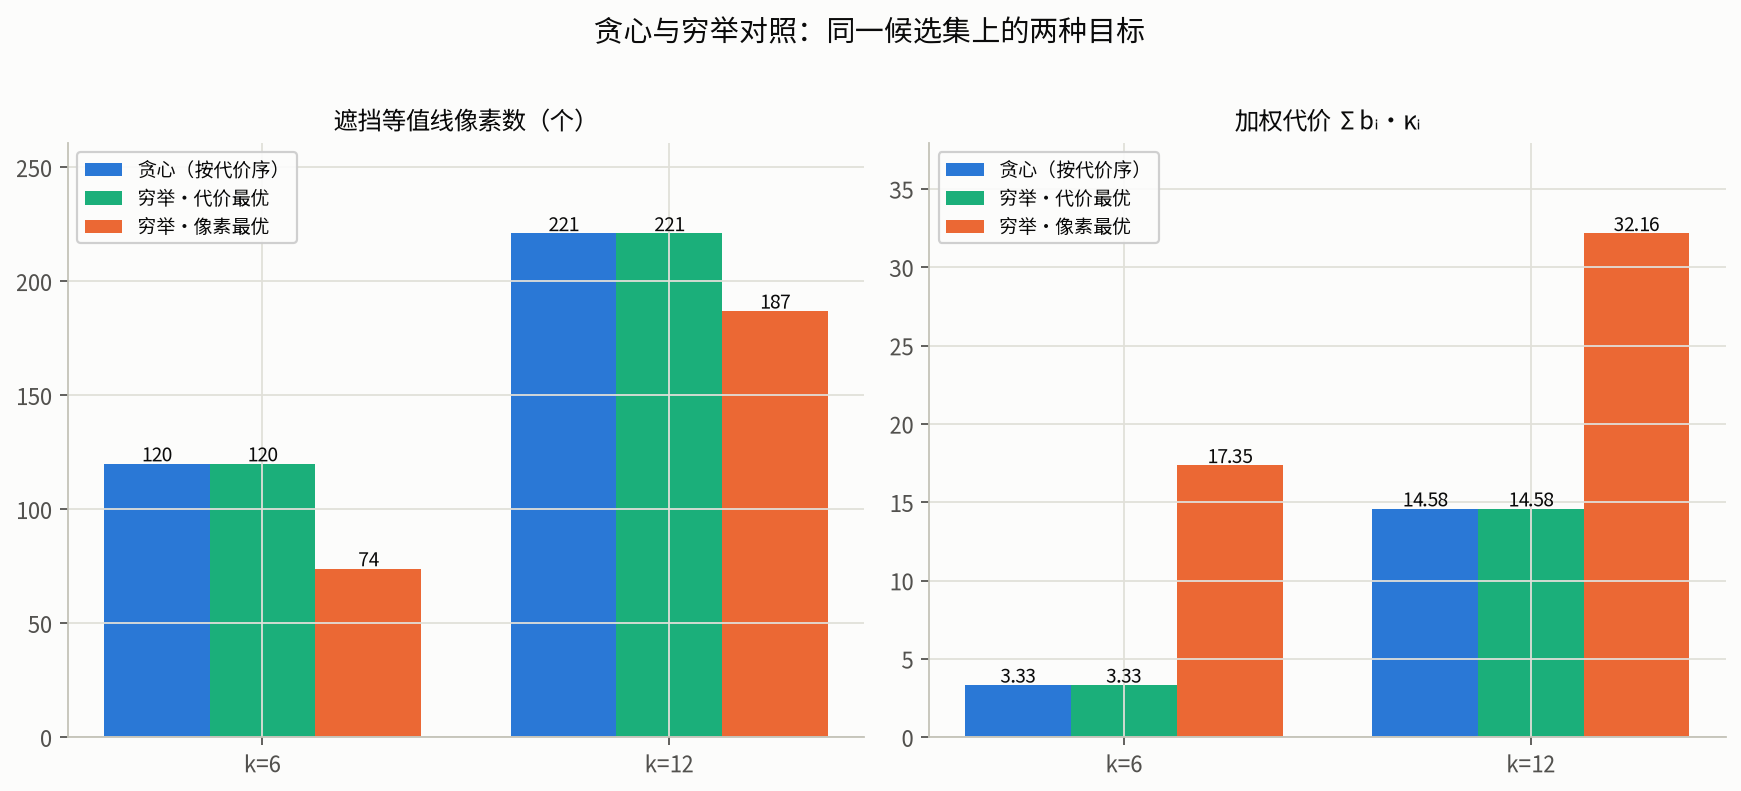 贪心与穷举对照：同一候选集上的两种目标
遮挡等值线像素数（个）
250
200
150
100
50
0
贪心（按代价序）
穷举·代价最优
穷举·像素最优
120
120
74
221
221
187
k=6
k=12
加权代价 Σ bᵢ · κᵢ
35
30
25
20
15
10
5
0
贪心（按代价序）
穷举·代价最优
穷举·像素最优
3.33
3.33
17.35
14.58
14.58
32.16
k=6
k=12